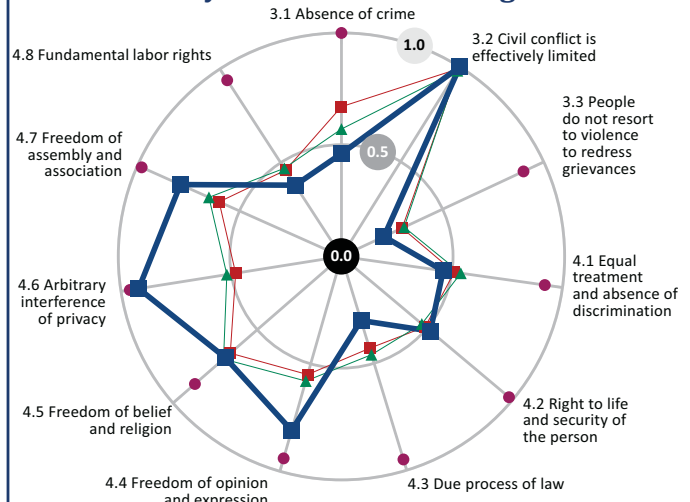 3.1 Absence of crime
1.0
3.2 Civil conflict is
effectively limited
4.8 Fundamental labor rights
3.3 People
do not resort
to violence
to redress
grievances
4.7 Freedom of
assembly and
association
0.5
0.0
4.1 Equal
treatment
and absence of
discrimination
4.6 Arbitrary
interference
of privacy
4.2 Right to life
and security of
the person
4.5 Freedom of belief
and religion
4.4 Freedom of opinion
and expression
4.3 Due process of law